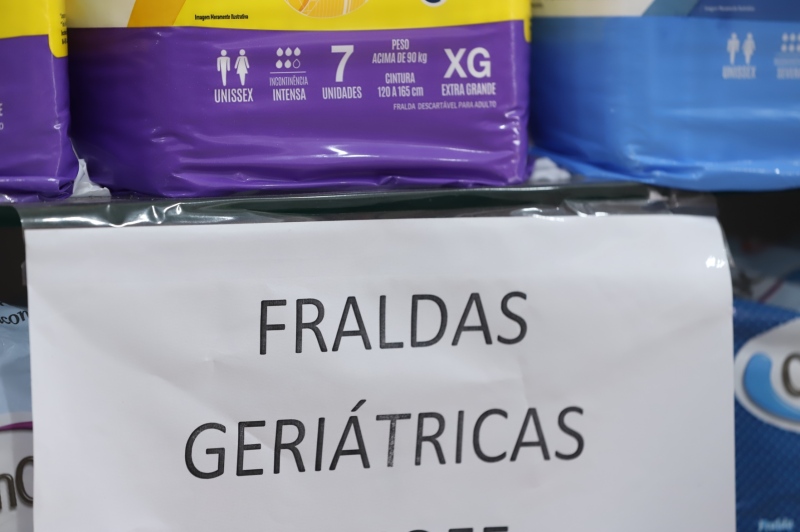 Imagem Meramente Ilustrativa
UNISSEX
INCONTINÊNCIA
INTENSA
7
UNIDADES
PESO
ACIMA DE 90 kg
CINTURA
120 A 165 cm
XG
EXTRA GRANDE
FRALDA DESCARTÁVEL PARA ADULTO
UNISSEX
FRALDAS
GERIÁTRICAS
Fralda